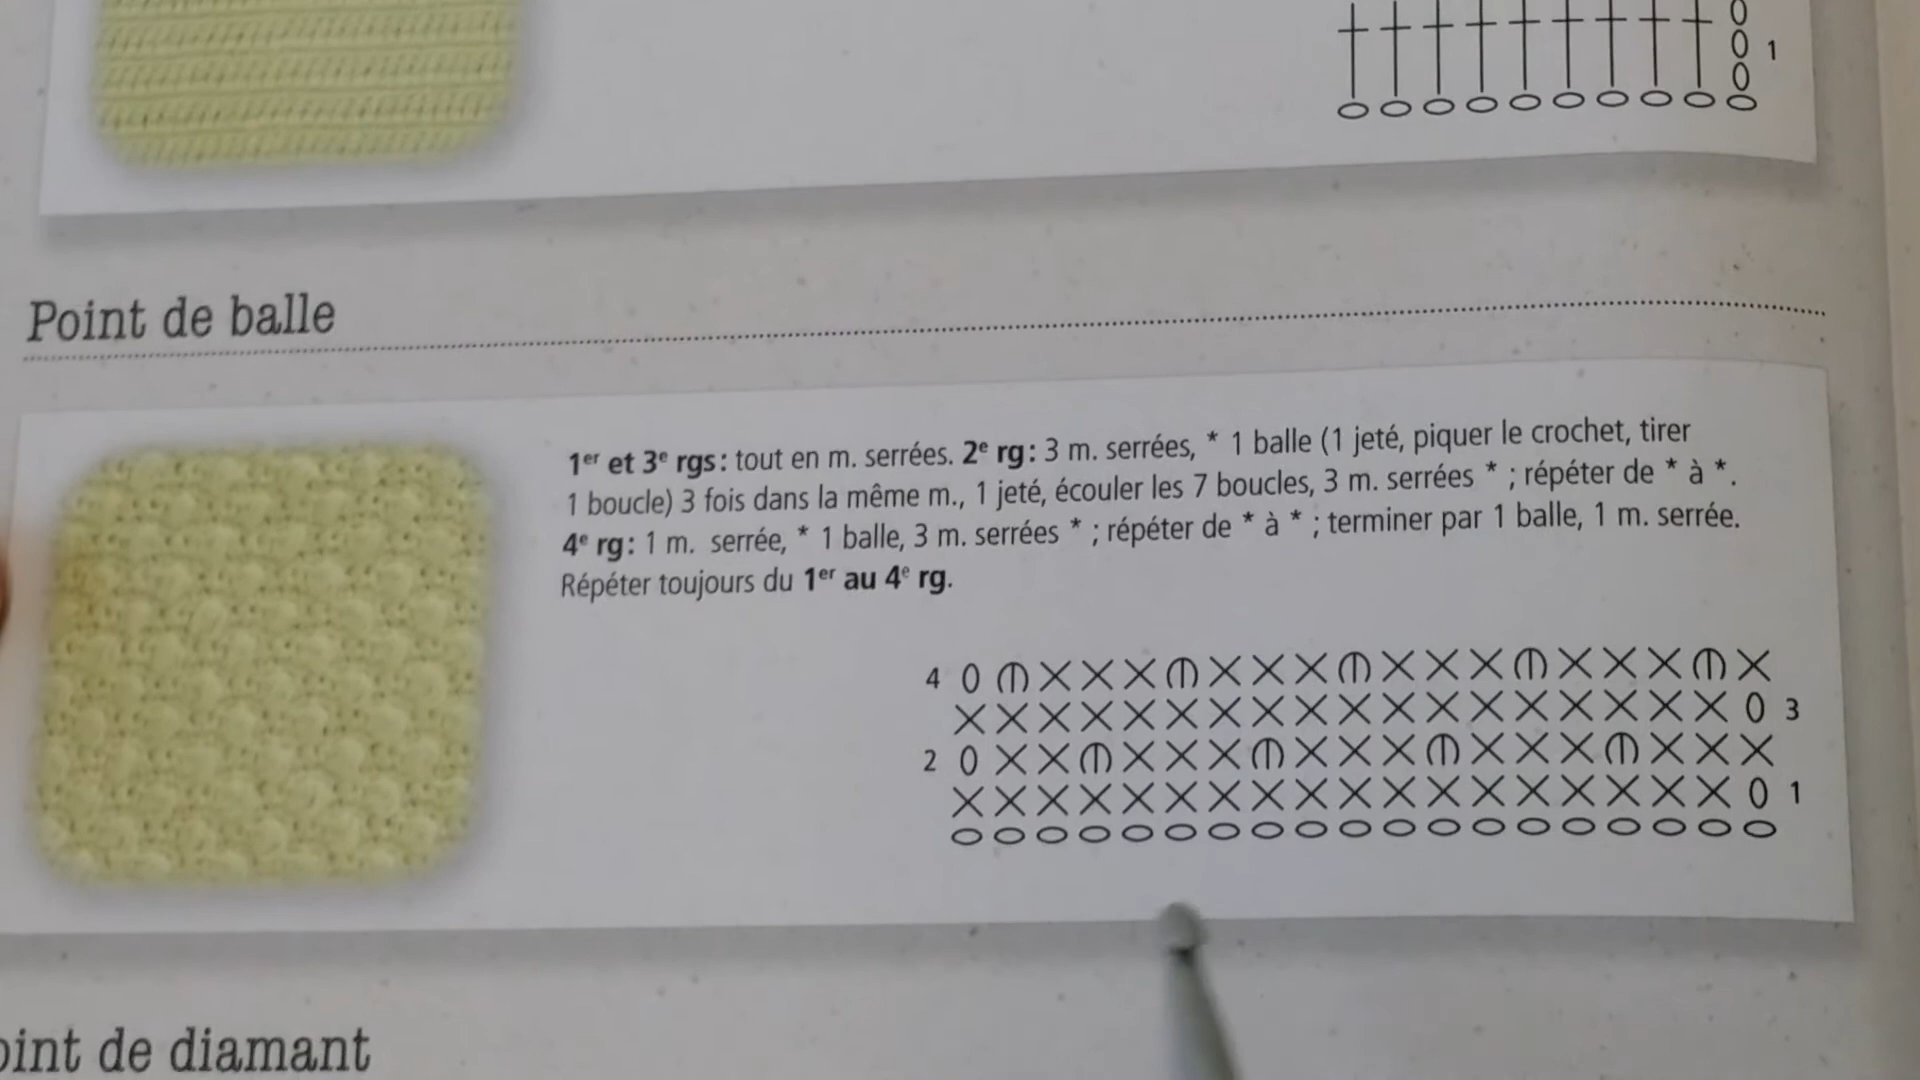 1
Point de balle
1er et 3e rgs : tout en m. serrées. 2e rg : 3 m. serrées, * 1 balle (1 jeté, piquer le crochet, tirer
1 boucle) 3 fois dans la même m., 1 jeté, écouler les 7 boucles, 3 m. serrées * ; répéter de * à *.
4e rg : 1 m. serrée, * 1 balle, 3 m. serrées * ; répéter de * à * ; terminer par 1 balle, 1 m. serrée.
Répéter toujours du 1er au 4e rg.
4
3
2
1
oint de diamant